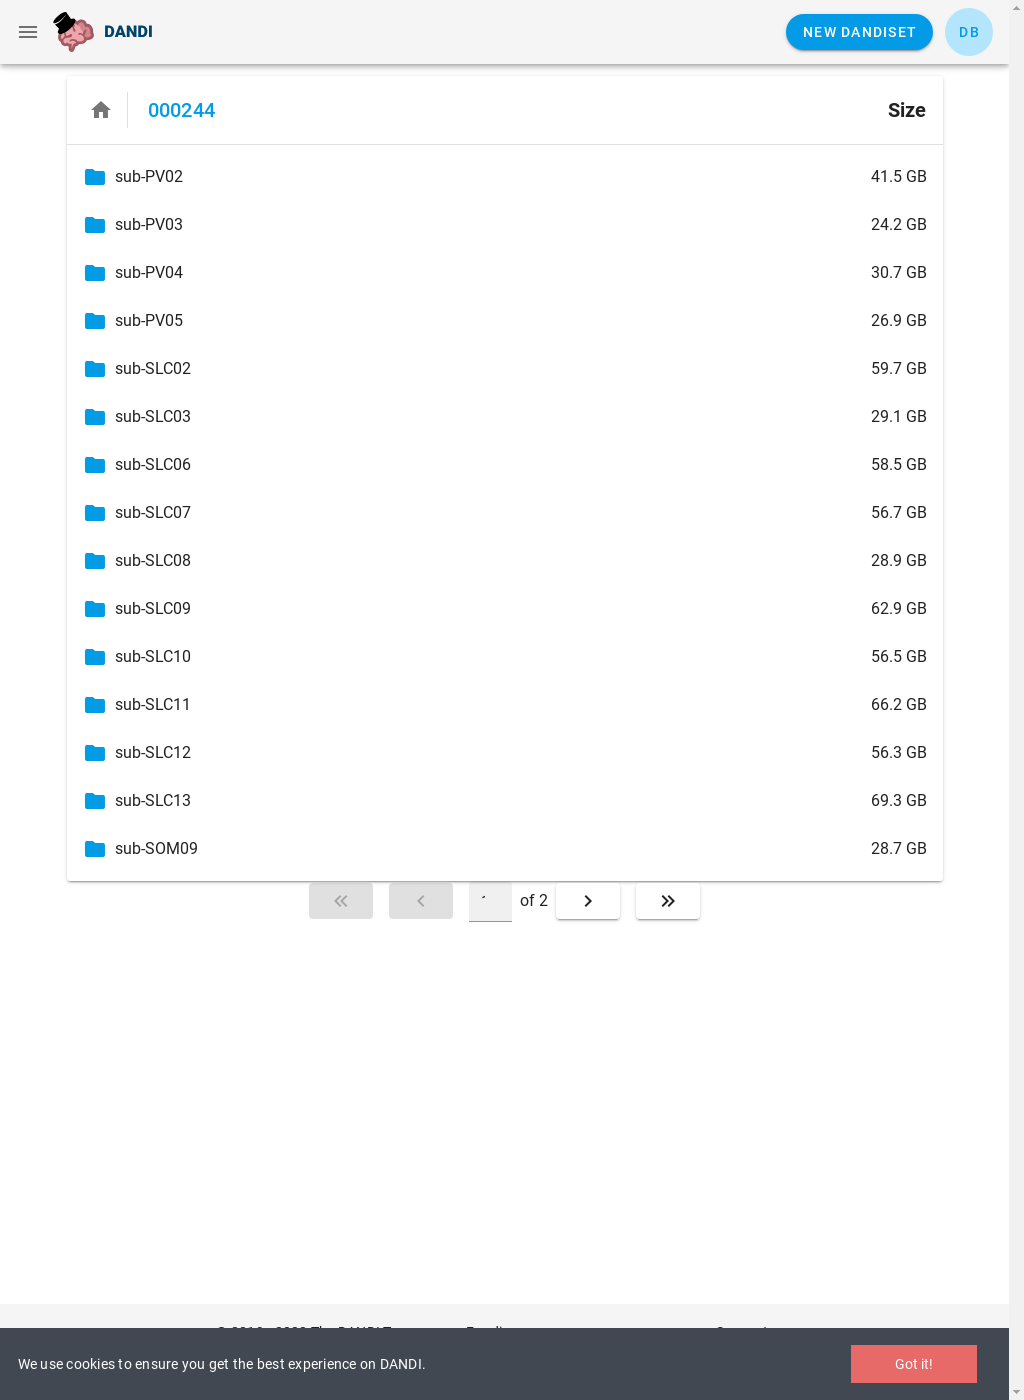 DANDI
NEW DANDISET
DB
000244
Size
sub-PV02 41.5 GB
sub-PV03 24.2 GB
sub-PV04 30.7 GB
sub-PV05 26.9 GB
sub-SLC02 59.7 GB
sub-SLC03 29.1 GB
sub-SLC06 58.5 GB
sub-SLC07 56.7 GB
sub-SLC08 28.9 GB
sub-SLC09 62.9 GB
sub-SLC10 56.5 GB
sub-SLC11 66.2 GB
sub-SLC12 56.3 GB
sub-SLC13 69.3 GB
sub-SOM09 28.7 GB
of 2
We use cookies to ensure you get the best experience on DANDI.
Got it!